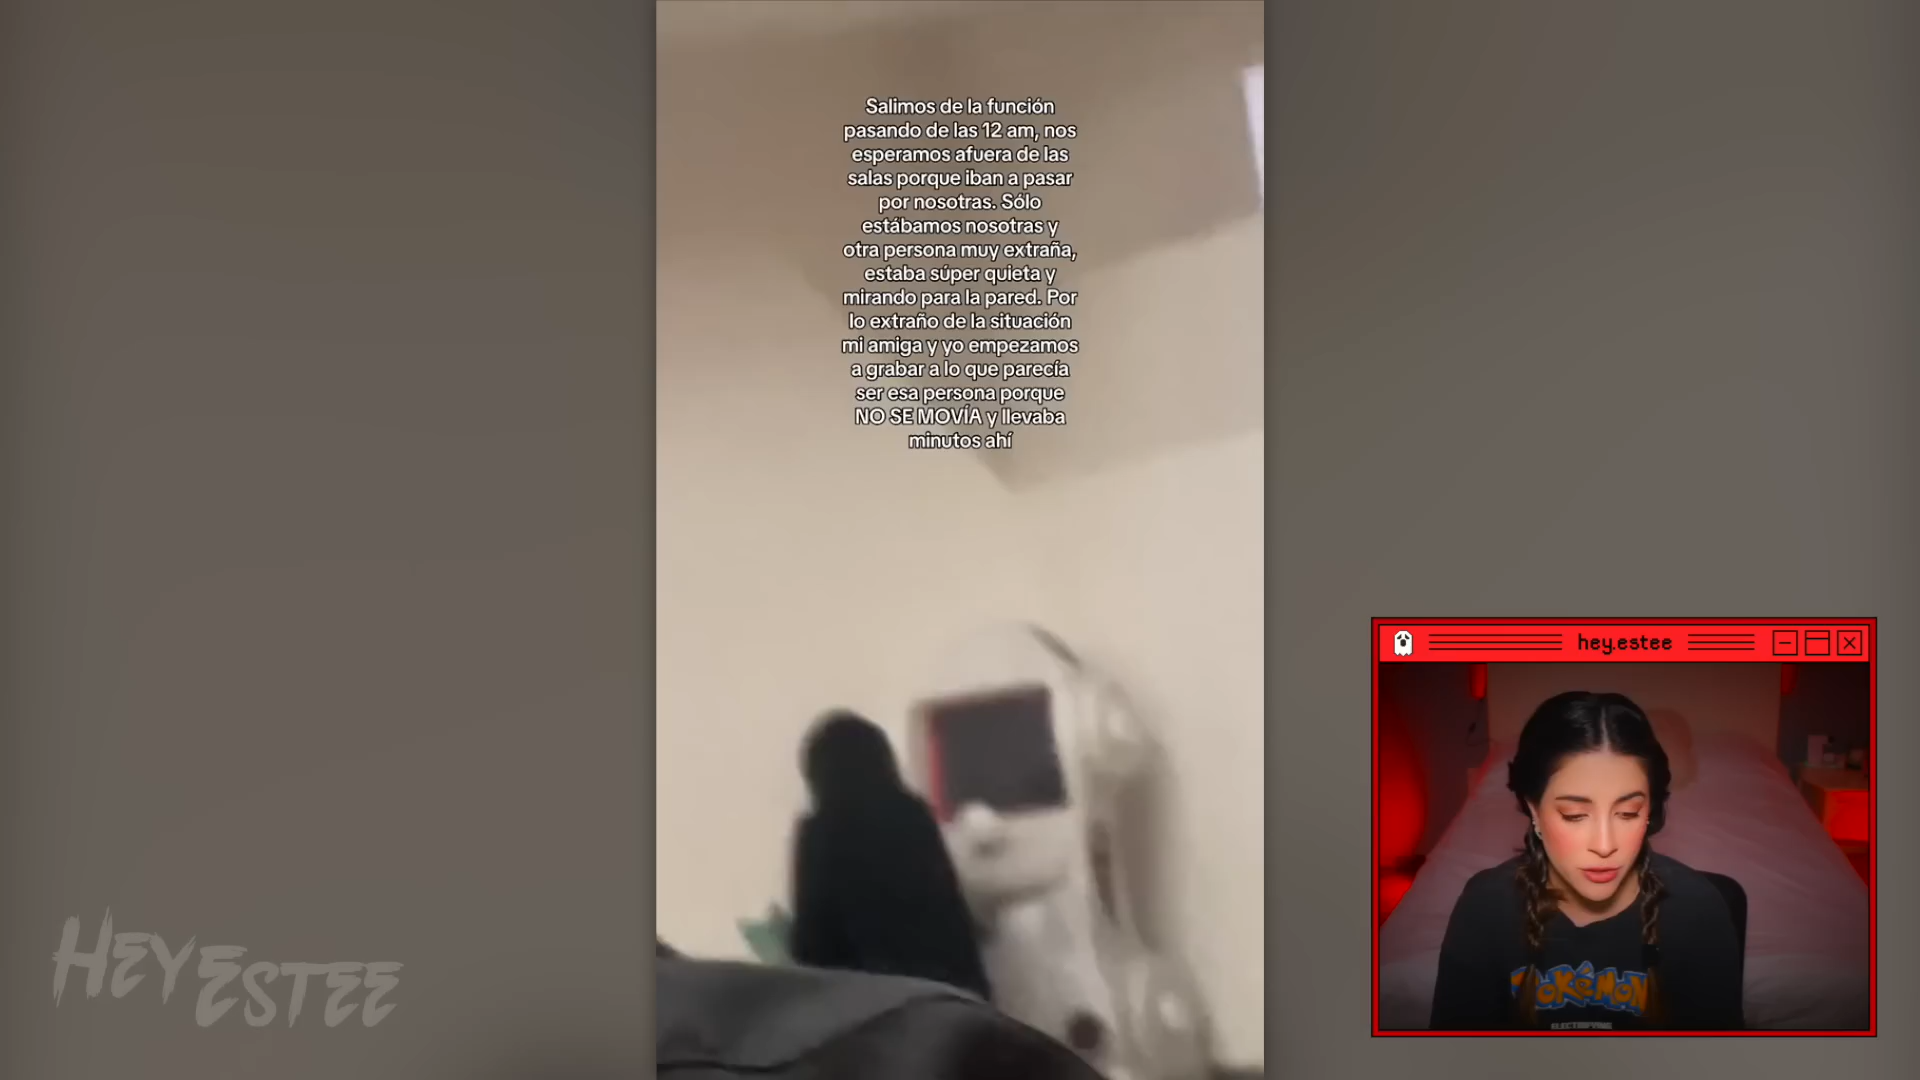 Salimos de la función
pasando de las 12 am, nos
esperamos afuera de las
salas porque iban a pasar
por nosotras. Sólo
estábamos nosotras y
otra persona muy extraña,
estaba súper quieta y
mirando para la pared. Por
lo extraño de la situación
mi amiga y yo empezamos
a grabar a lo que parecía
ser esa persona porque
NO SE MOVÍA y llevaba
minutos ahí
hey.estee
POKÉMON
ELECTRIFYING
HEY ESTEE